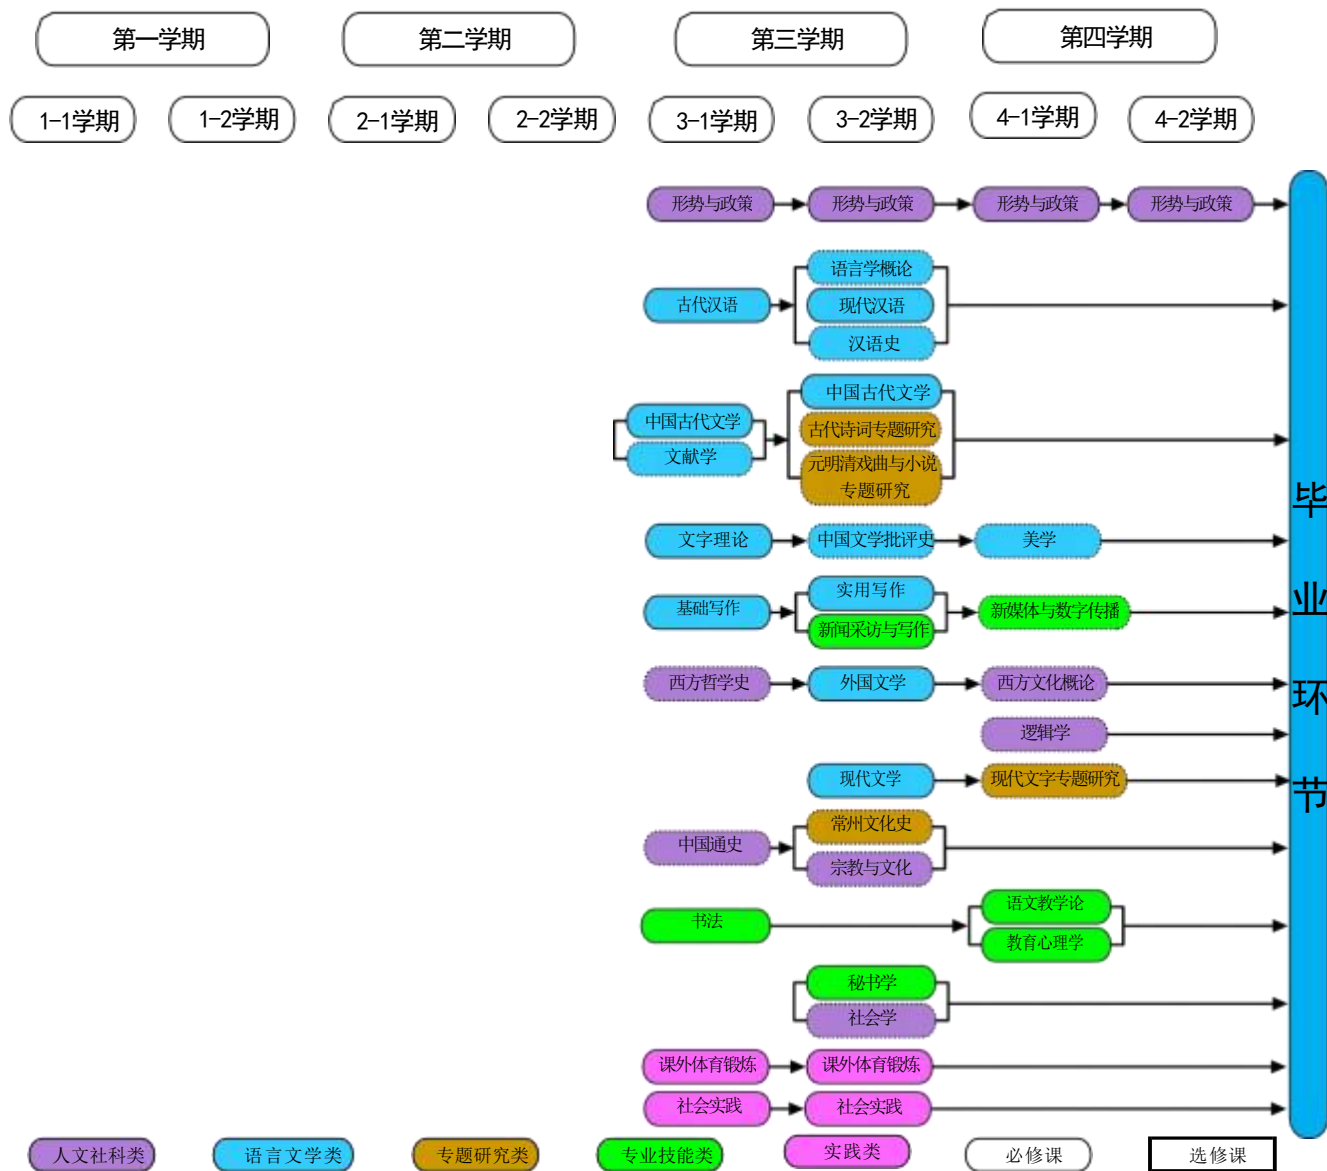 第一学期
第二学期
第三学期
第四学期
1-1学期
1-2学期
2-1学期
2-2学期
3-1学期
3-2学期
4-1学期
4-2学期
形势与政策
形势与政策
形势与政策
形势与政策
古代汉语
语言学概论
现代汉语
汉语史
中国古代文学
文献学
中国古代文学
古代诗词专题研究
元明清戏曲与小说
专题研究
文字理论
中国文学批评史
美学
基础写作
实用写作
新闻采访与写作
新媒体与数字传播
西方哲学史
外国文学
西方文化概论
逻辑学
现代文学
现代文字专题研究
中国通史
常州文化史
宗教与文化
书法
语文教学论
教育心理学
秘书学
社会学
课外体育锻炼
课外体育锻炼
社会实践
社会实践
毕
业
环
节
人文社科类
语言文学类
专题研究类
专业技能类
实践类
必修课
选修课